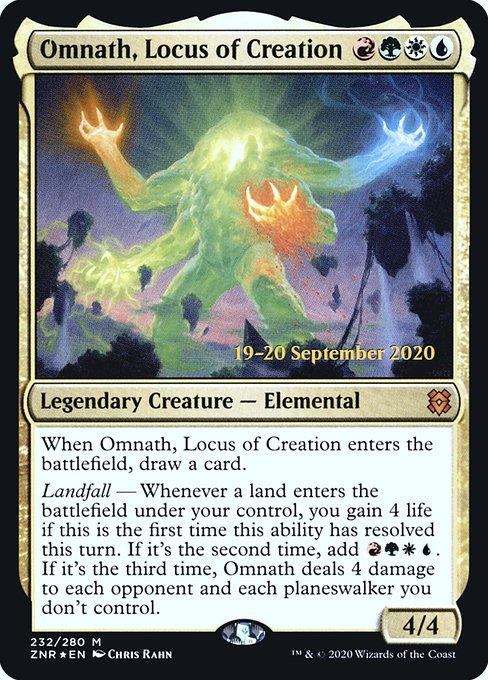 Omnath, Locus of Creation
19–20 September 2020
Legendary Creature — Elemental
When Omnath, Locus of Creation enters the
battlefield, draw a card.
Landfall — Whenever a land enters the
battlefield under your control, you gain 4 life
if this is the first time this ability has resolved
this turn. If it's the second time, add .
If it's the third time, Omnath deals 4 damage
to each opponent and each planeswalker you
don't control.
4/4
232/280 M
ZNR ★ EN Chris Rahn
™ & © 2020 Wizards of the Coast